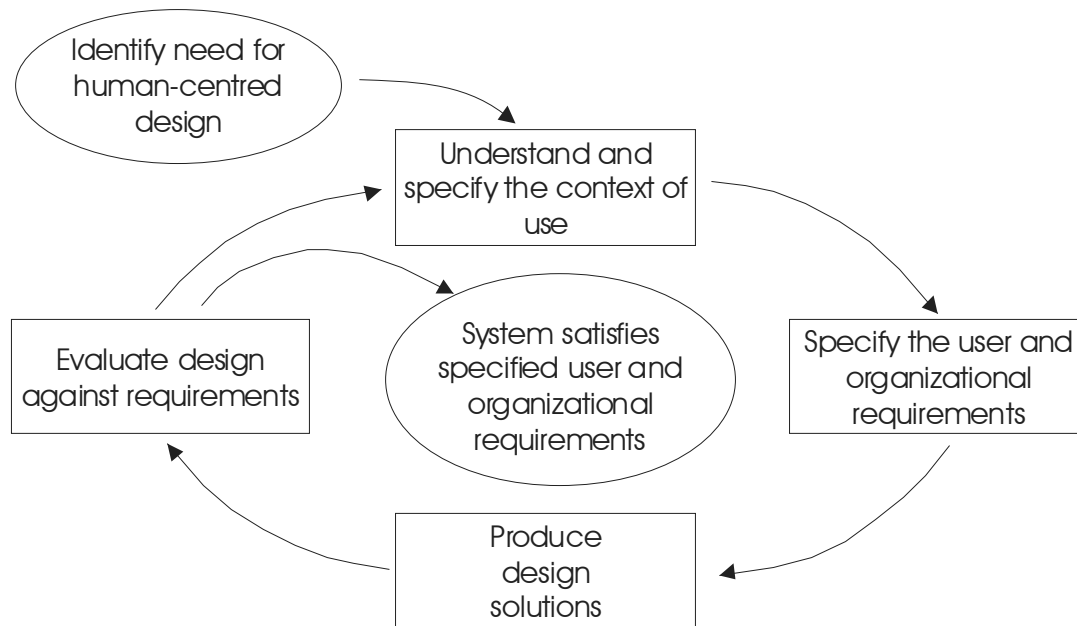 Identify need for
human-centred
design
Understand and
specify the context of
use
Specify the user and
organizational
requirements
Produce
design
solutions
Evaluate design
against requirements
System satisfies
specified user and
organizational
requirements